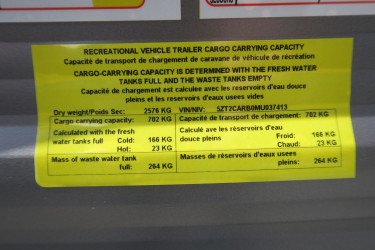 RECREATIONAL VEHICLE TRAILER CARGO CARRYING CAPACITY
Capacité de transport de chargement de caravane de véhicule de récréation
CARGO-CARRYING CAPACITY IS DETERMINED WITH THE FRESH WATER
TANKS FULL AND THE WASTE TANKS EMPTY
Capacité de chargement est calculée avec les réservoirs d'eau douce
pleins et les reservoirs d'eaux usees vides
Dry weight/Poids Sec: 2576 KG VIN/NIV: 5ZT2CARB0MU037413
Cargo carrying capacity: 702 KG Capacité de transport de chargement: 702 KG
Calculated with the fresh water tanks full Cold: 166 KG Hot: 23 KG
Calculé ave les réservoirs d'eau douce pleins Froid: 166 KG Chaud: 23 KG
Mass of waste water tank full: 264 KG
Masses de réservoirs d'eaux usees pleins: 264 KG